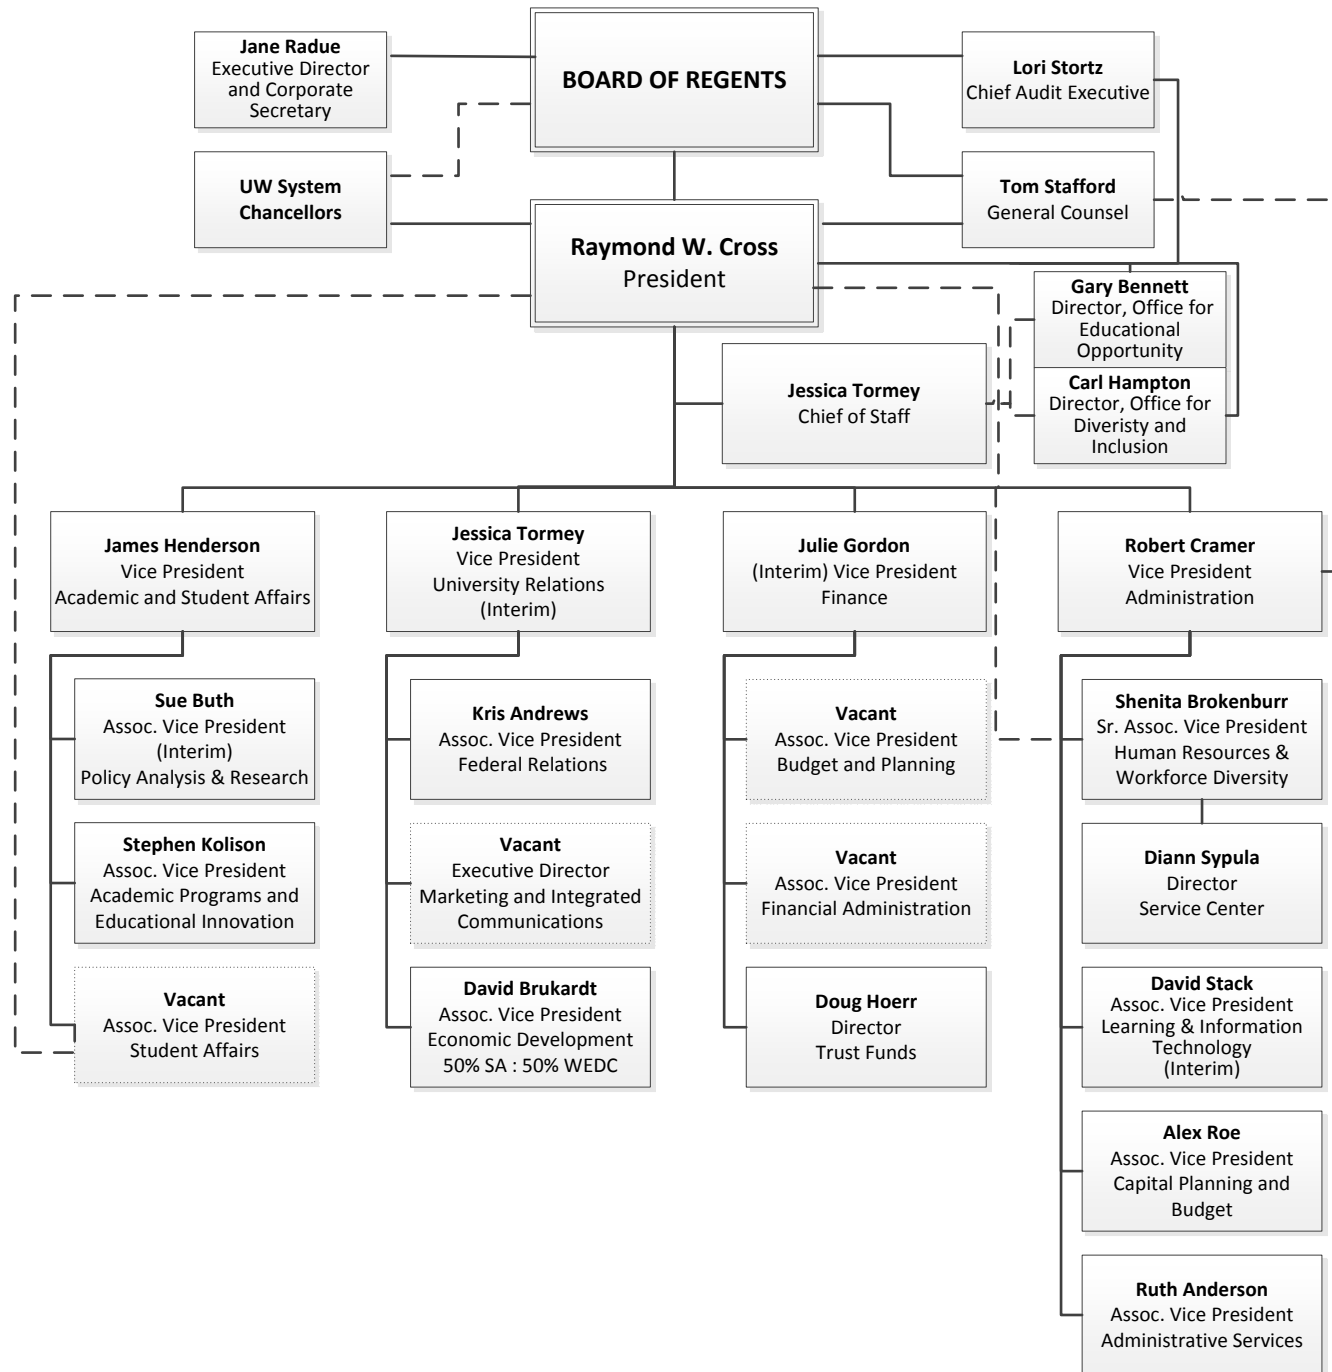 Jane Radue
Executive Director
and Corporate
Secretary
BOARD OF REGENTS
Lori Stortz
Chief Audit Executive
UW System
Chancellors
Tom Stafford
General Counsel
Raymond W. Cross
President
Gary Bennett
Director, Office for
Educational
Opportunity
Carl Hampton
Director, Office for
Diveristy and
Inclusion
Jessica Tormey
Chief of Staff
James Henderson
Vice President
Academic and Student Affairs
Jessica Tormey
Vice President
University Relations
(Interim)
Julie Gordon
(Interim) Vice President
Finance
Robert Cramer
Vice President
Administration
Sue Buth
Assoc. Vice President
(Interim)
Policy Analysis & Research
Kris Andrews
Assoc. Vice President
Federal Relations
Vacant
Assoc. Vice President
Budget and Planning
Shenita Brokenburr
Sr. Assoc. Vice President
Human Resources &
Workforce Diversity
Stephen Kolison
Assoc. Vice President
Academic Programs and
Educational Innovation
Vacant
Executive Director
Marketing and Integrated
Communications
Vacant
Assoc. Vice President
Financial Administration
Diann Sypula
Director
Service Center
Vacant
Assoc. Vice President
Student Affairs
David Brukardt
Assoc. Vice President
Economic Development
50% SA : 50% WEDC
Doug Hoerr
Director
Trust Funds
David Stack
Assoc. Vice President
Learning & Information
Technology
(Interim)
Alex Roe
Assoc. Vice President
Capital Planning and
Budget
Ruth Anderson
Assoc. Vice President
Administrative Services